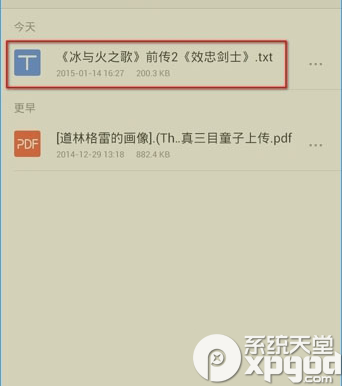 今天
T
《冰与火之歌》前传2《效忠剑士》.txt
2015-01-14 16:27 200.3 KB
更早
PDF
[道林格雷的画像].(Th..真三目童子上传.pdf
2014-12-29 13:18 882.4 KB
系统天堂
xpgod